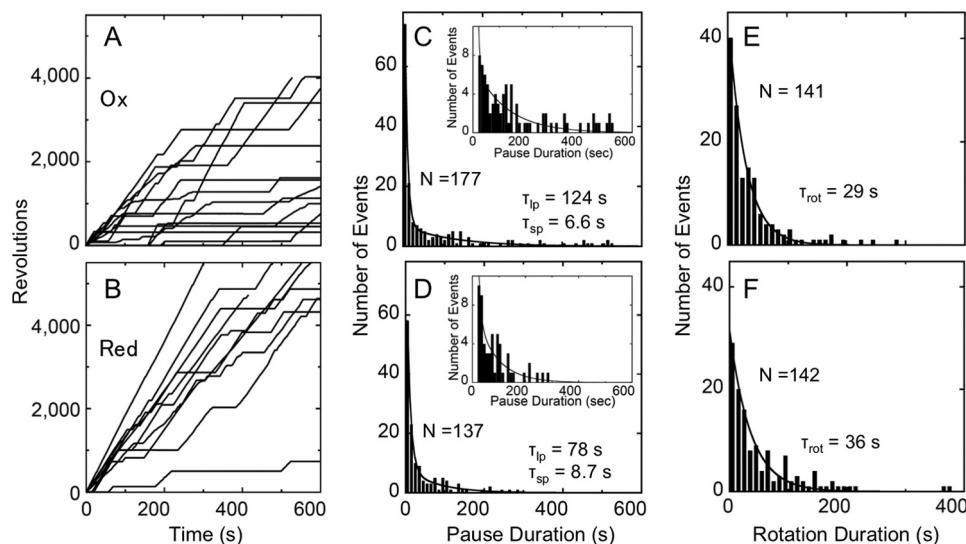 A
Ox
4,000
2,000
0
Revolutions
B
Red
4,000
2,000
0
0
200
400
600
Time (s)
C
60
40
20
0
Number of Events
N =177
τlp = 124 s
τsp = 6.6 s
8
4
0
Number of Events
0
200
400
600
Pause Duration (sec)
D
60
40
20
0
N =137
τlp = 78 s
τsp = 8.7 s
8
4
0
Number of Events
0
200
400
600
Pause Duration (sec)
0
200
400
600
Pause Duration (s)
E
40
20
0
Number of Events
N = 141
τrot = 29 s
F
40
20
0
N = 142
τrot = 36 s
0
200
400
Rotation Duration (s)